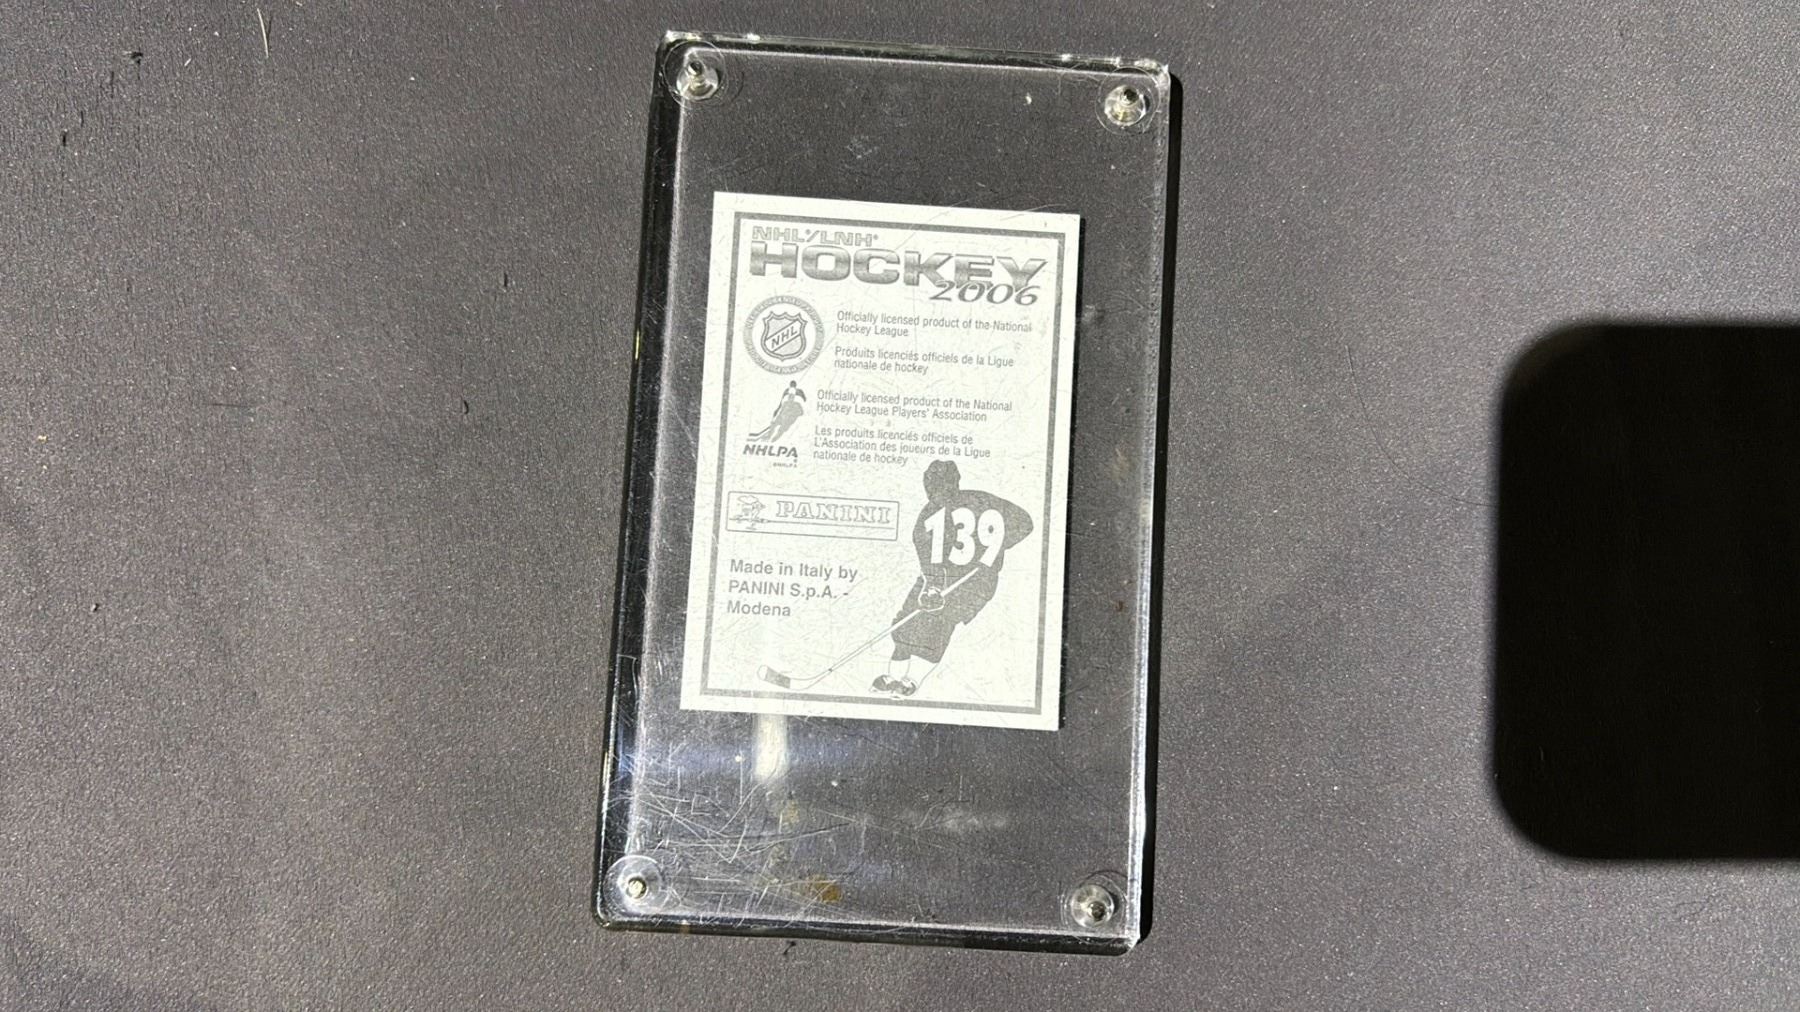 NHL®/LNH®
HOCKEY
2006
NHL
Officially licensed product of the National
Hockey League
Produits licenciés officiels de la Ligue
nationale de hockey
Officially licensed product of the National
Hockey League Players' Association
Les produits licenciés officiels de
L'Association des joueurs de la Ligue
nationale de hockey
NHLPA
©NHLPA
PANINI
139
Made in Italy by
PANINI S.p.A. -
Modena